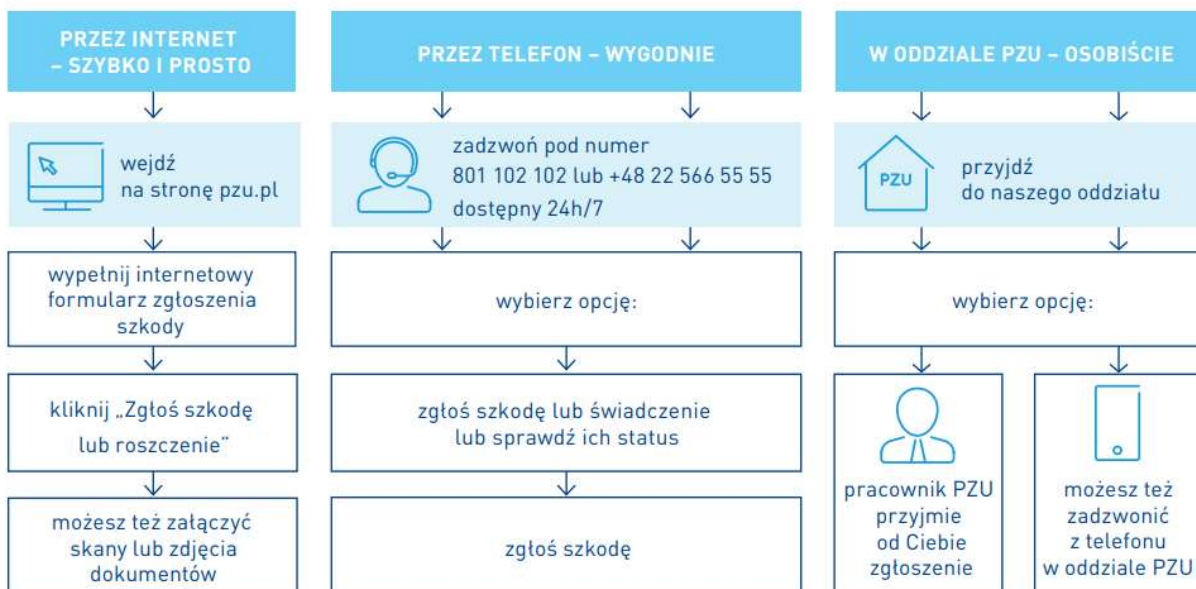 PRZEZ INTERNET
– SZYBKO I PROSTO
wejdź
na stronę pzu.pl
wypełnij internetowy
formularz zgłoszenia
szkody
kliknij „Zgłoś szkodę
lub roszczenie”
możesz też załączyć
skany lub zdjęcia
dokumentów
PRZEZ TELEFON – WYGODNIE
zadzwoń pod numer
801 102 102 lub +48 22 566 55 55
dostępny 24h/7
wybierz opcję:
zgłoś szkodę lub świadczenie
lub sprawdź ich status
zgłoś szkodę
W ODDZIALE PZU – OSOBIŚCIE
PZU
przyjdź
do naszego oddziału
wybierz opcję:
pracownik PZU
przyjmie
od Ciebie
zgłoszenie
możesz też
zadzwonić
z telefonu
w oddziale PZU